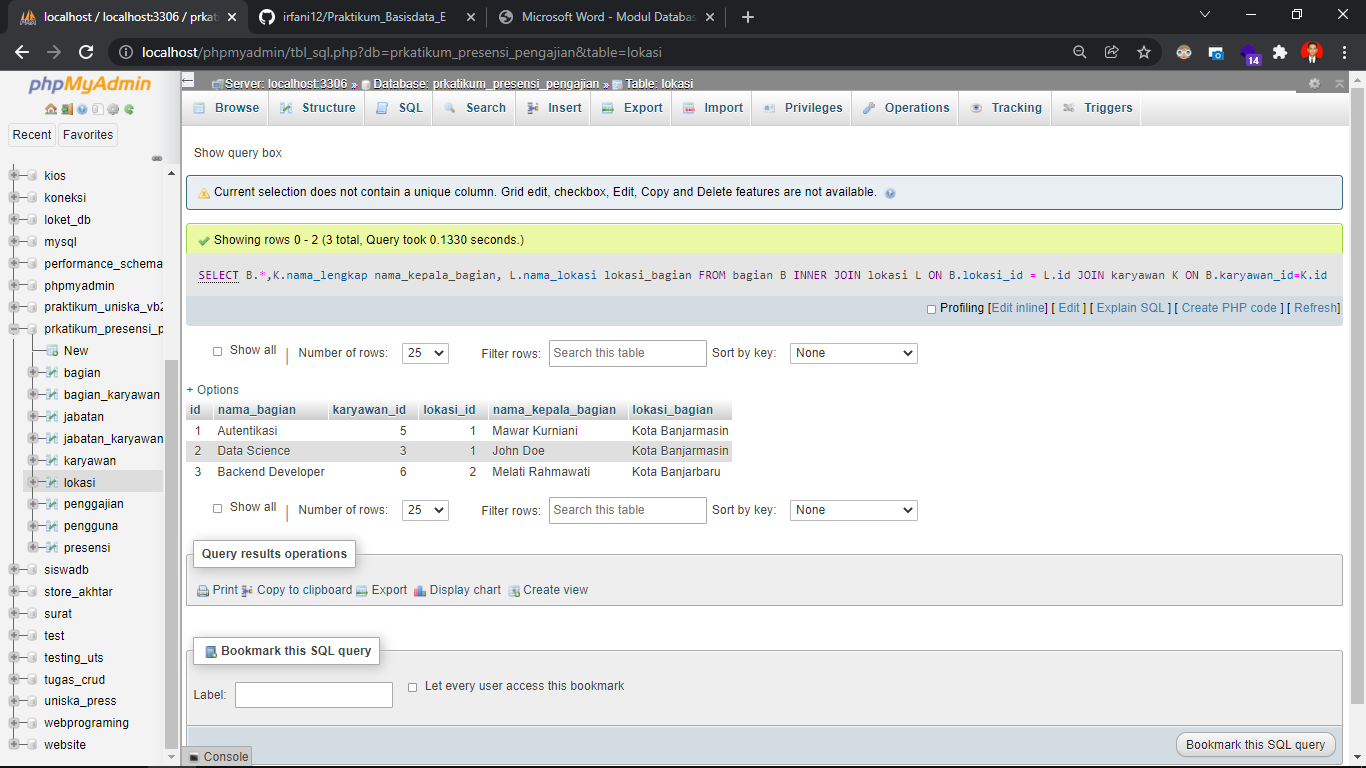 localhost / localhost:3306 / prkati
irfani12/Praktikum_Basisdata_E
Microsoft Word - Modul Databas
localhost/phpmyadmin/tbl_sql.php?db=prkatikum_presensi_pengajian&table=lokasi
14
phpMyAdmin
Recent Favorites
kios
koneksi
loket_db
mysql
performance_schema
phpmyadmin
praktikum_uniska_vb2
prkatikum_presensi_p
New
bagian
bagian_karyawan
jabatan
jabatan_karyawan
karyawan
lokasi
penggajian
pengguna
presensi
siswadb
store_akhtar
surat
test
testing_uts
tugas_crud
uniska_press
webprograming
website
Server: localhost:3306 » Database: prkatikum_presensi_pengajian » Table: lokasi
Browse Structure SQL Search Insert Export Import Privileges Operations Tracking Triggers
Show query box
Current selection does not contain a unique column. Grid edit, checkbox, Edit, Copy and Delete features are not available.
Showing rows 0 - 2 (3 total, Query took 0.1330 seconds.)
SELECT B.*,K.nama_lengkap nama_kepala_bagian, L.nama_lokasi lokasi_bagian FROM bagian B INNER JOIN lokasi L ON B.lokasi_id = L.id JOIN karyawan K ON B.karyawan_id=K.id
Profiling [Edit inline] [ Edit ] [ Explain SQL ] [ Create PHP code ] [ Refresh]
Show all | Number of rows: 25 Filter rows: Search this table Sort by key: None
+ Options
id nama_bagian karyawan_id lokasi_id nama_kepala_bagian lokasi_bagian
1 Autentikasi 5 1 Mawar Kurniani Kota Banjarmasin
2 Data Science 3 1 John Doe Kota Banjarmasin
3 Backend Developer 6 2 Melati Rahmawati Kota Banjarbaru
Show all | Number of rows: 25 Filter rows: Search this table Sort by key: None
Query results operations
Print Copy to clipboard Export Display chart Create view
Bookmark this SQL query
Label: Let every user access this bookmark
Bookmark this SQL query
Console